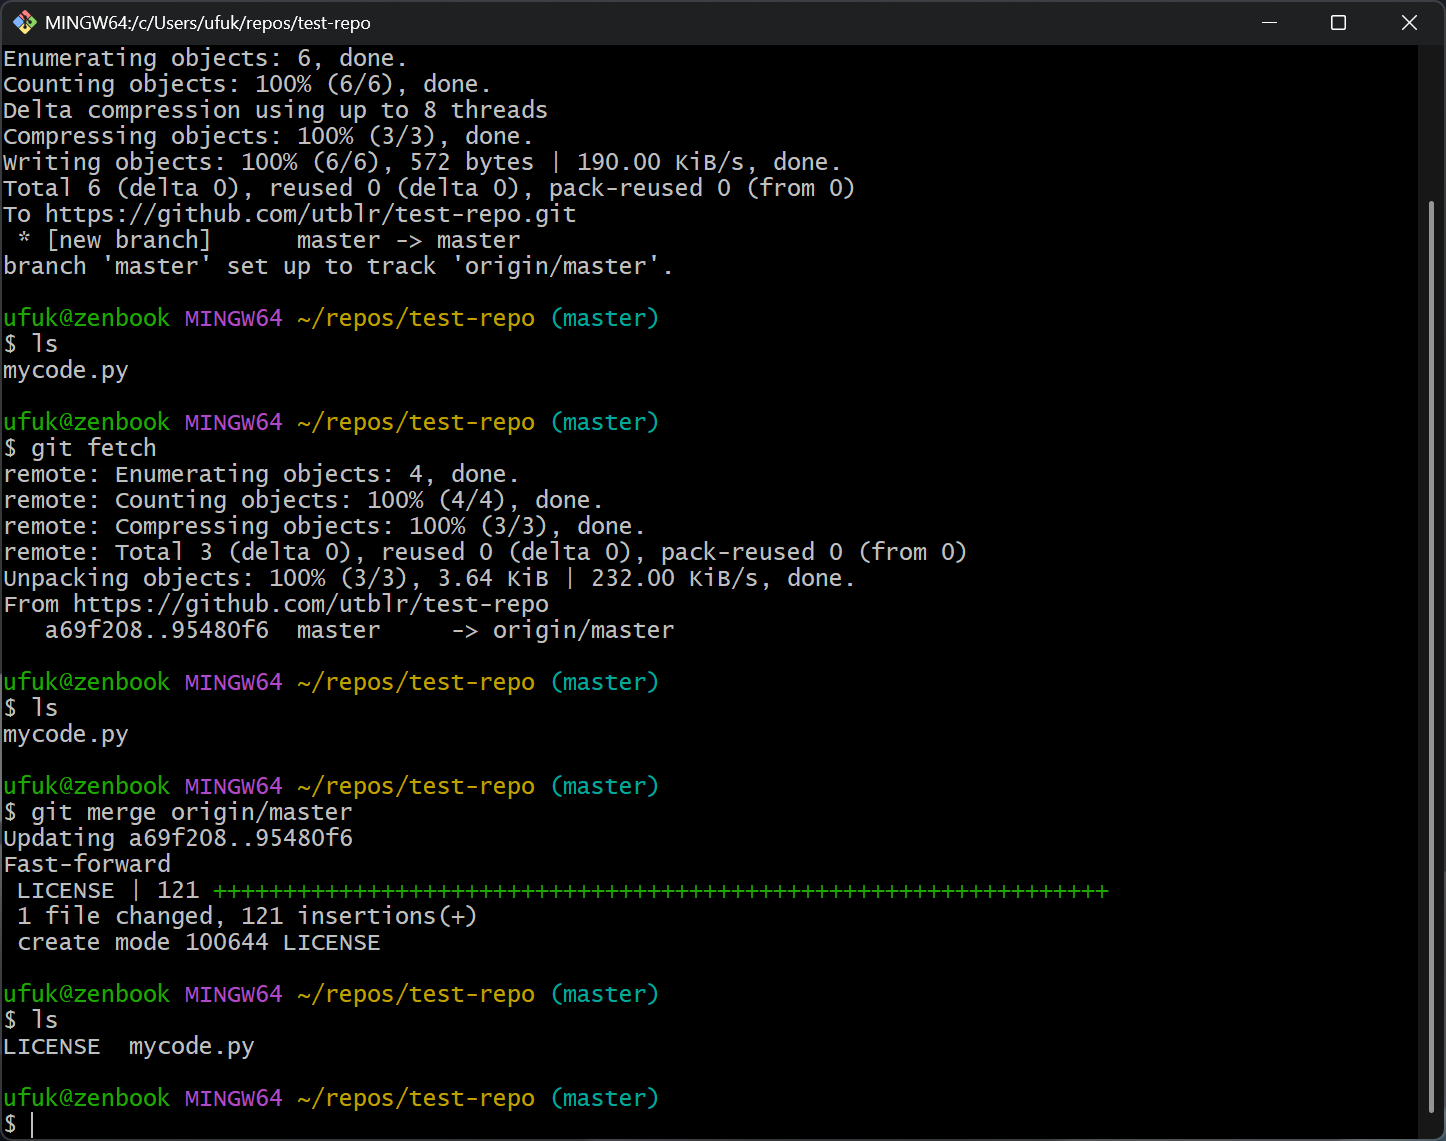 MINGW64:/c/Users/ufuk/repos/test-repo
Enumerating objects: 6, done.
Counting objects: 100% (6/6), done.
Delta compression using up to 8 threads
Compressing objects: 100% (3/3), done.
Writing objects: 100% (6/6), 572 bytes | 190.00 KiB/s, done.
Total 6 (delta 0), reused 0 (delta 0), pack-reused 0 (from 0)
To https://github.com/utblr/test-repo.git
 * [new branch]      master -> master
branch 'master' set up to track 'origin/master'.

ufuk@zenbook MINGW64 ~/repos/test-repo (master)
$ ls
mycode.py

ufuk@zenbook MINGW64 ~/repos/test-repo (master)
$ git fetch
remote: Enumerating objects: 4, done.
remote: Counting objects: 100% (4/4), done.
remote: Compressing objects: 100% (3/3), done.
remote: Total 3 (delta 0), reused 0 (delta 0), pack-reused 0 (from 0)
Unpacking objects: 100% (3/3), 3.64 KiB | 232.00 KiB/s, done.
From https://github.com/utblr/test-repo
   a69f208..95480f6  master     -> origin/master

ufuk@zenbook MINGW64 ~/repos/test-repo (master)
$ ls
mycode.py

ufuk@zenbook MINGW64 ~/repos/test-repo (master)
$ git merge origin/master
Updating a69f208..95480f6
Fast-forward
 LICENSE | 121 ++++++++++++++++++++++++++++++++++++++++++++++++++++++++++++++++
 1 file changed, 121 insertions(+)
 create mode 100644 LICENSE

ufuk@zenbook MINGW64 ~/repos/test-repo (master)
$ ls
LICENSE  mycode.py

ufuk@zenbook MINGW64 ~/repos/test-repo (master)
$